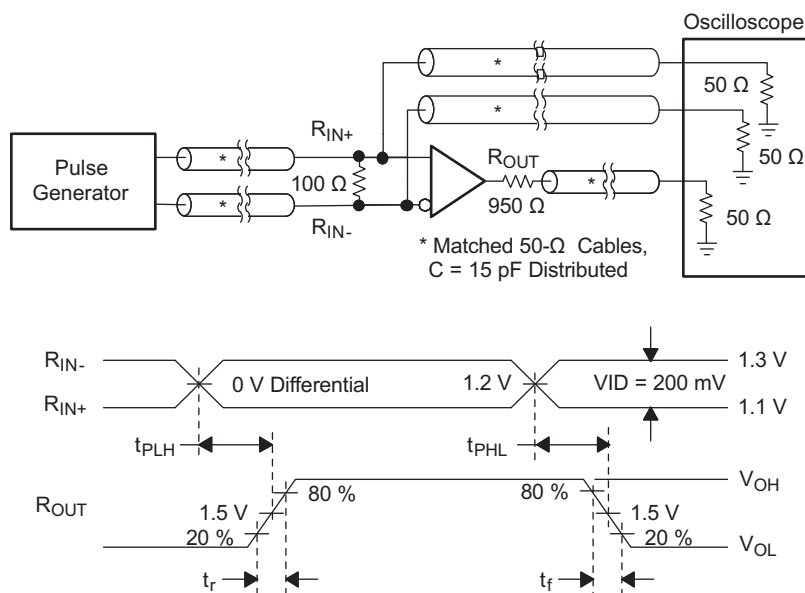 Oscilloscope
*
50 Ω
*
50 Ω
R_IN+
Pulse
Generator
*
100 Ω
R_OUT
950 Ω
*
50 Ω
*
R_IN-
* Matched 50-Ω Cables,
C = 15 pF Distributed
R_IN-
1.3 V
0 V Differential
1.2 V
VID = 200 mV
R_IN+
1.1 V
t_PLH
t_PHL
R_OUT
80 %
80 %
V_OH
1.5 V
1.5 V
20 %
20 %
V_OL
t_r
t_f